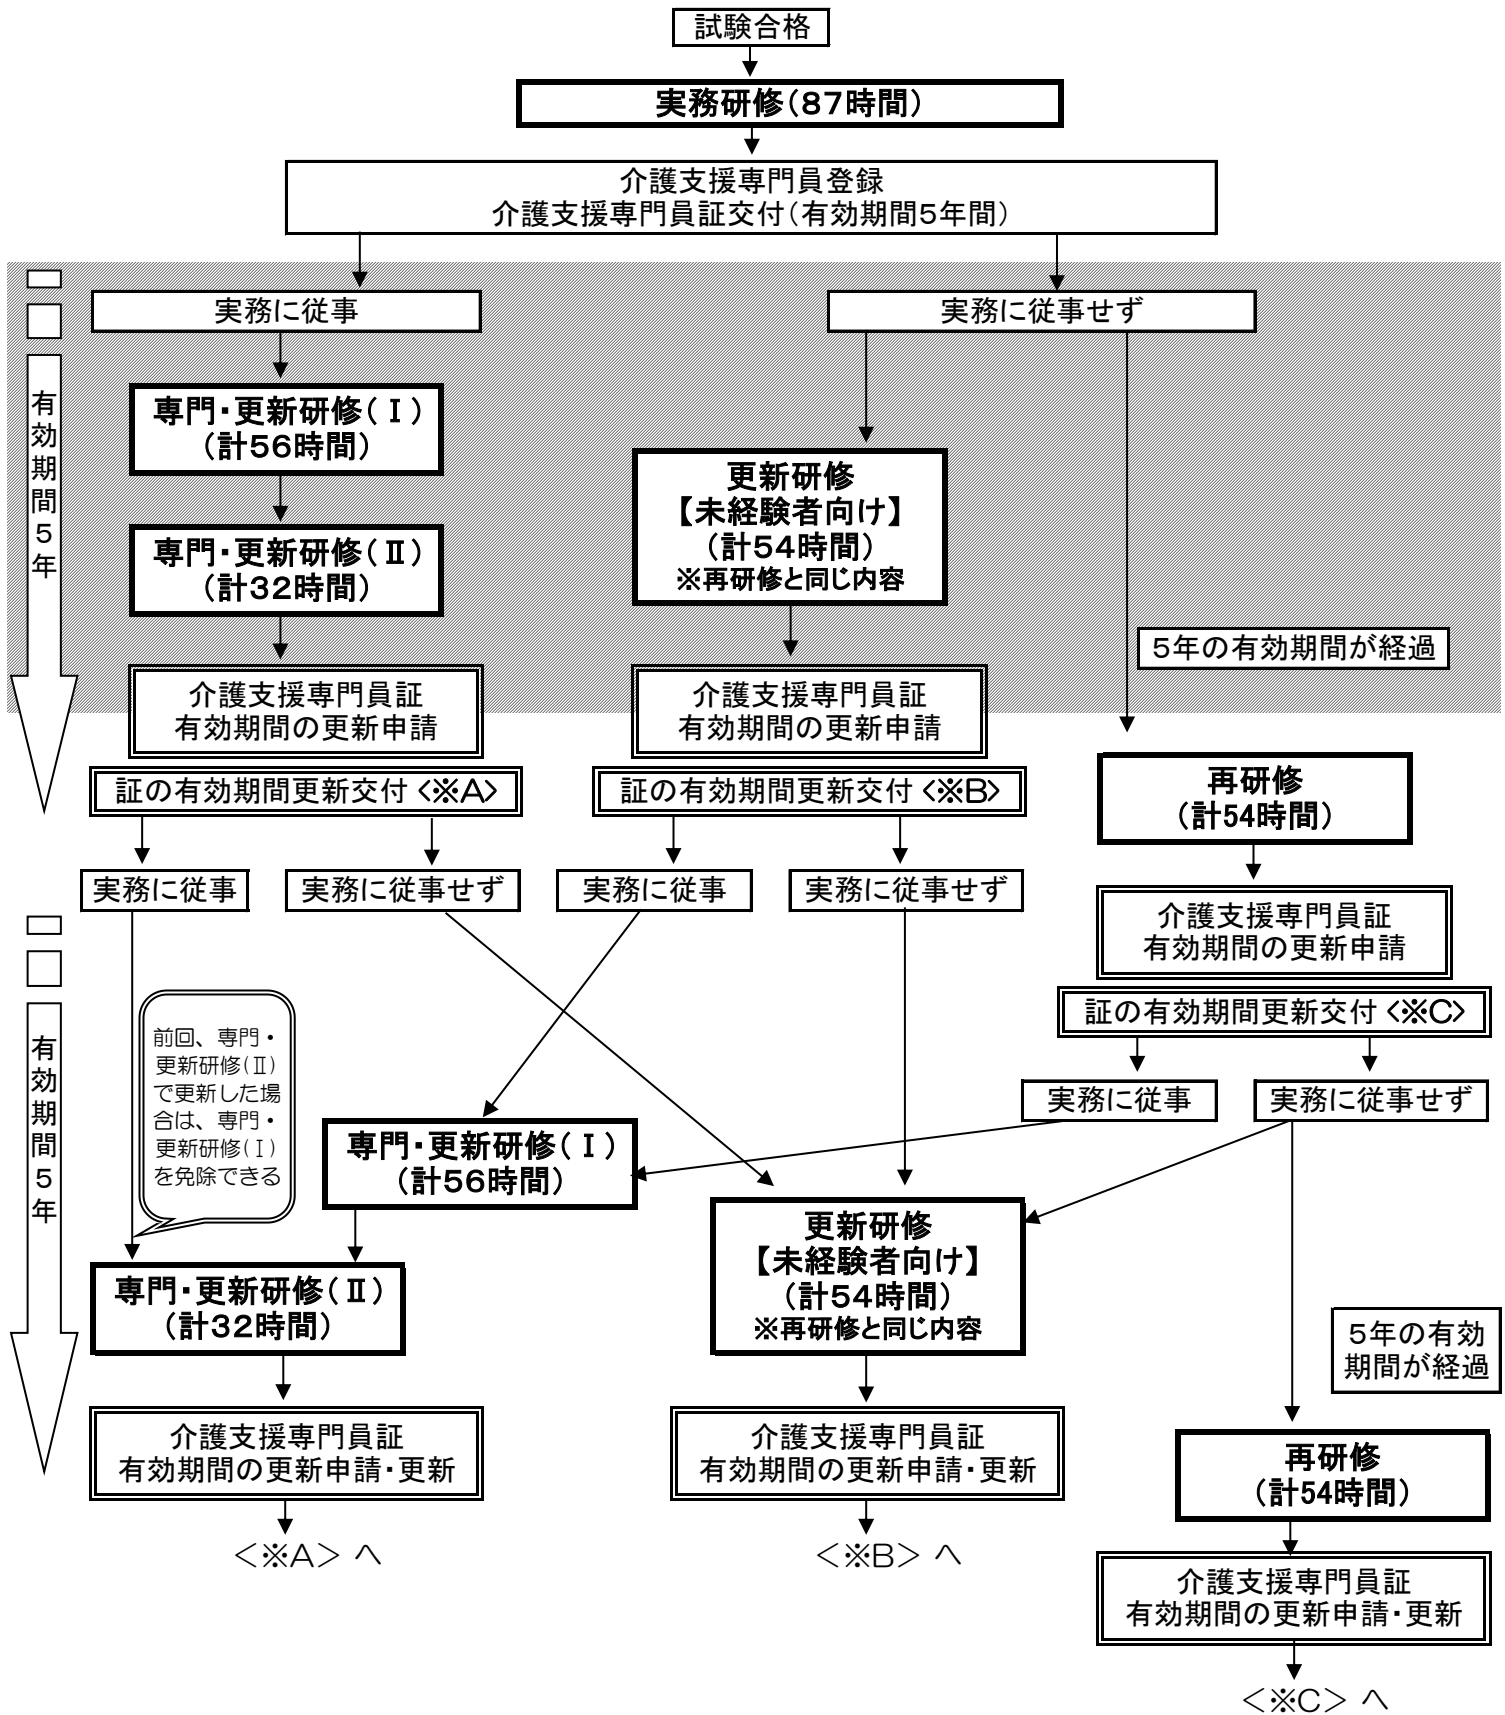 試験合格
実務研修(87時間)
介護支援専門員登録
介護支援専門員証交付(有効期間5年間)
実務に従事
実務に従事せず
有効期間5年
専門・更新研修(Ⅰ)
(計56時間)
専門・更新研修(Ⅱ)
(計32時間)
更新研修
【未経験者向け】
(計54時間)
※再研修と同じ内容
5年の有効期間が経過
介護支援専門員証
有効期間の更新申請
介護支援専門員証
有効期間の更新申請
証の有効期間更新交付<※A>
証の有効期間更新交付<※B>
再研修
(計54時間)
実務に従事
実務に従事せず
実務に従事
実務に従事せず
介護支援専門員証
有効期間の更新申請
証の有効期間更新交付<※C>
実務に従事
実務に従事せず
有効期間5年
前回、専門・
更新研修(Ⅱ)
で更新した場
合は、専門・
更新研修(Ⅰ)
を免除できる
専門・更新研修(Ⅰ)
(計56時間)
専門・更新研修(Ⅱ)
(計32時間)
更新研修
【未経験者向け】
(計54時間)
※再研修と同じ内容
5年の有効
期間が経過
介護支援専門員証
有効期間の更新申請・更新
介護支援専門員証
有効期間の更新申請・更新
再研修
(計54時間)
<※A> へ
<※B> へ
介護支援専門員証
有効期間の更新申請・更新
<※C> へ